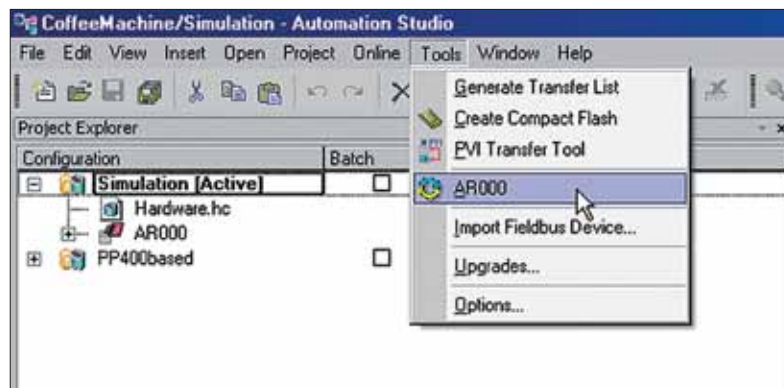 CoffeeMachine/Simulation - Automation Studio
File Edit View Insert Open Project Online Tools Window Help
Project Explorer
Configuration Batch
Simulation [Active]
Hardware.hc
AR000
PP400based
Generate Transfer List
Create Compact Flash
PVI Transfer Tool
AR000
Import Fieldbus Device...
Upgrades...
Options...